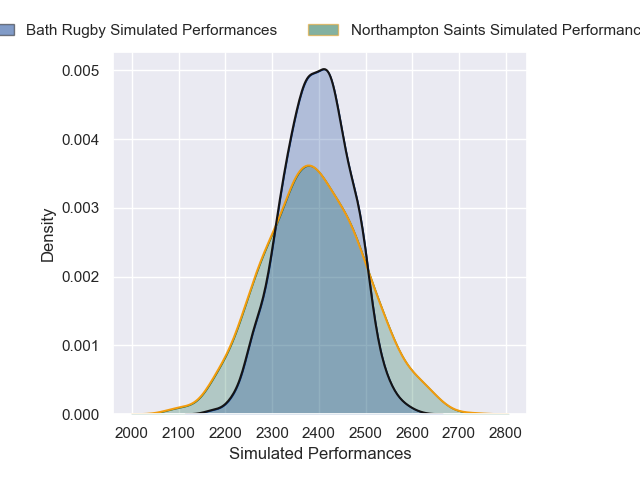 Bath Rugby Simulated Performances Northampton Saints Simulated
0.005
0.004
0.003
0.002
0.001
0.000
Density
2000 2100 2200 2300 2400 2500 2600 2700 2800
Simulated Performances